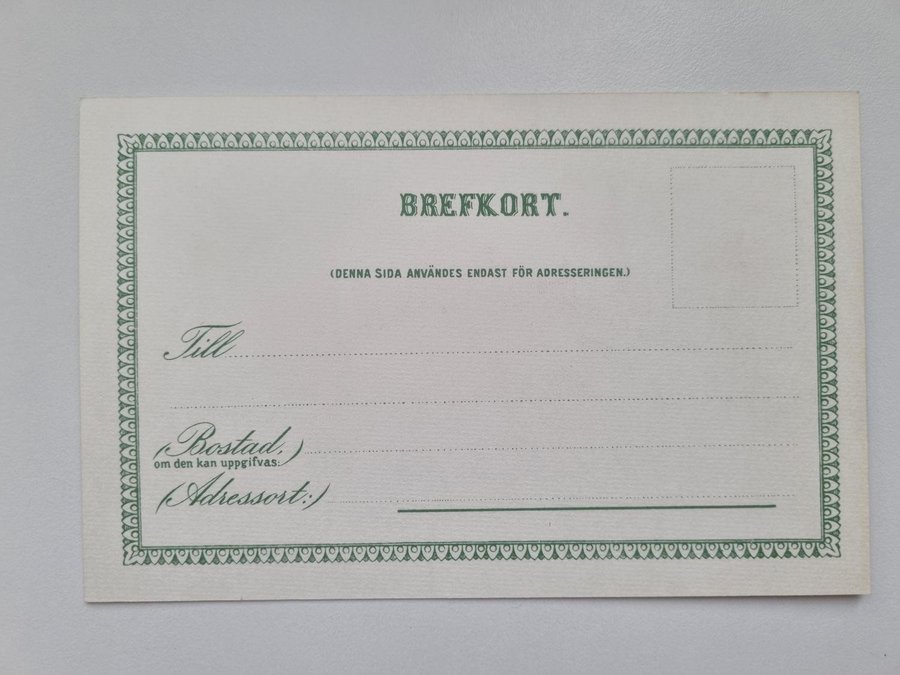 BREFKORT.
(DENNA SIDA ANVÄNDES ENDAST FÖR ADRESSERINGEN.)
Till
(Bostad,)
om den kan uppgifvas:
(Adressort:)